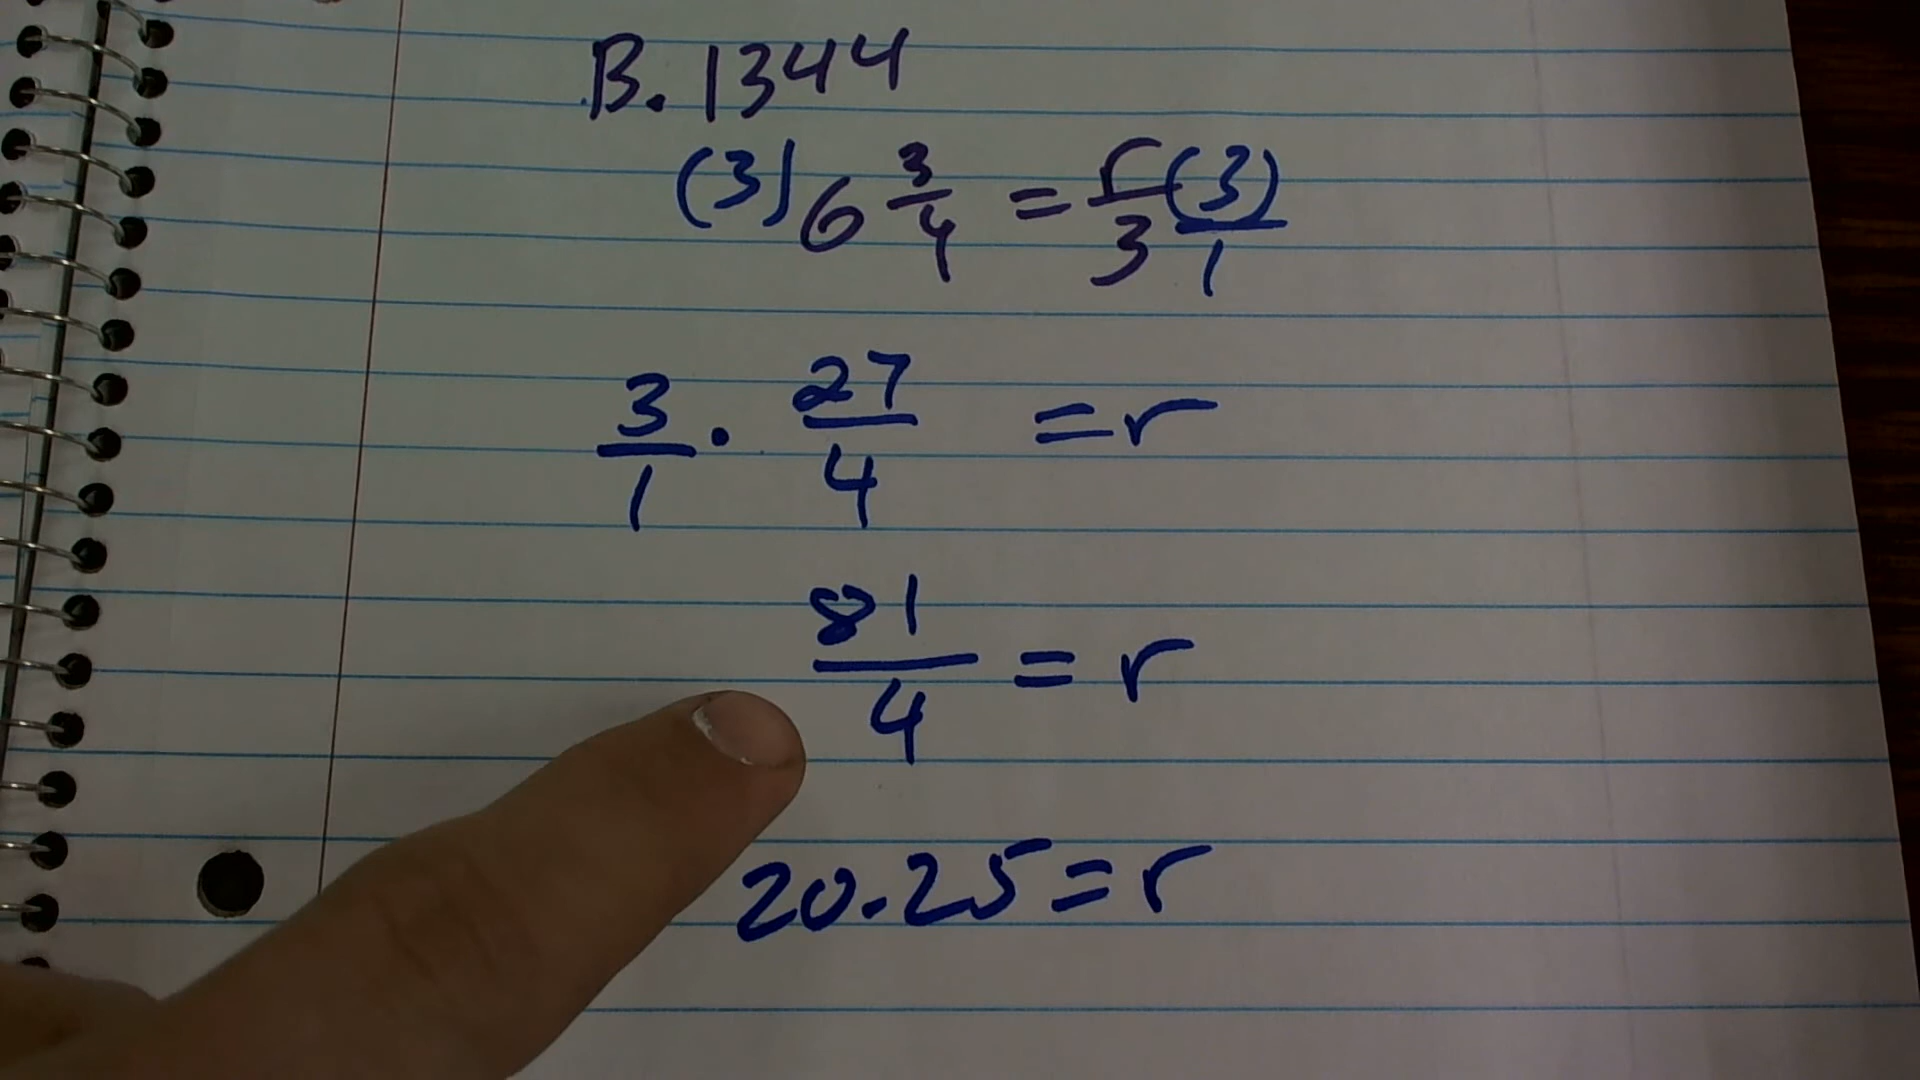 B. 1344
(3) 6 3/4 = r/3 (3)/1
3/1 · 27/4 = r
81/4 = r
20.25 = r